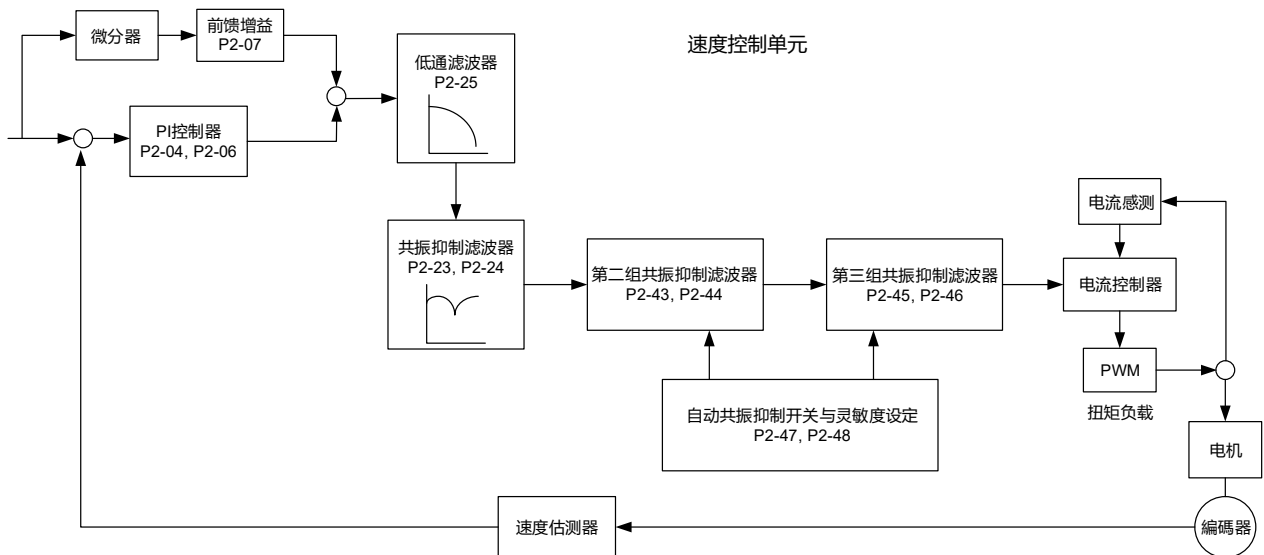 速度控制单元
微分器
前馈增益
P2-07
低通滤波器
P2-25
PI控制器
P2-04, P2-06
共振抑制滤波器
P2-23, P2-24
第二组共振抑制滤波器
P2-43, P2-44
第三组共振抑制滤波器
P2-45, P2-46
电流感测
电流控制器
PWM
扭矩负载
自动共振抑制开关与灵敏度设定
P2-47, P2-48
电机
速度估测器
編碼器